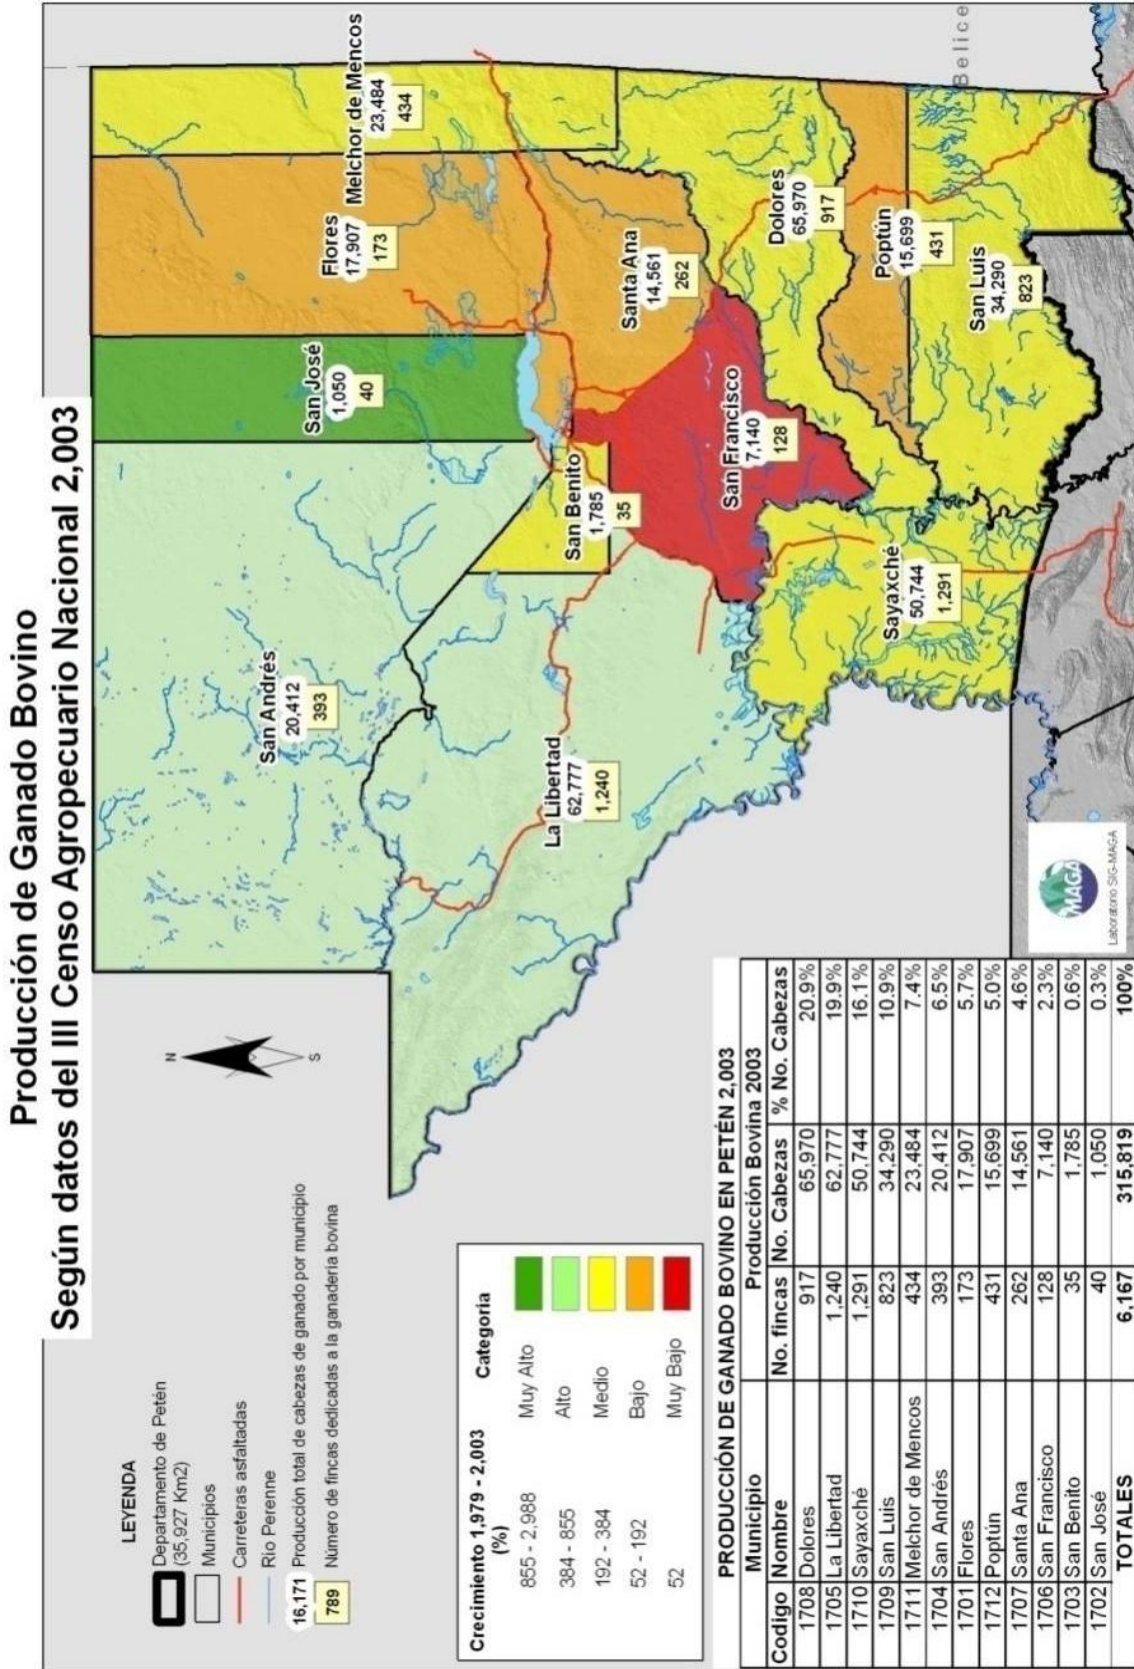 Producción de Ganado Bovino
Según datos del III Censo Agropecuario Nacional 2,003
LEYENDA
Departamento de Petén
(35,927 Km2)
Municipios
Carreteras asfaltadas
Rio Perenne
16,171 Producción total de cabezas de ganado por municipio
789 Número de fincas dedicadas a la ganaderia bovina
N
S
San Andrés
20,412
393
San José
1,050
40
Flores
17,907
173
Melchor de Mencos
23,484
434
La Libertad
62,777
1,240
San Benito
1,785
35
Santa Ana
14,561
262
San Francisco
7,140
128
Dolores
65,970
917
Sayaxché
50,744
1,291
Poptún
15,699
431
San Luis
34,290
823
Belice
Crecimiento 1,979 - 2,003 Categoria
(%)
855 - 2,988 Muy Alto
384 - 855 Alto
192 - 384 Medio
52 - 192 Bajo
52 Muy Bajo
PRODUCCIÓN DE GANADO BOVINO EN PETÉN 2,003
Municipio Producción Bovina 2003
Codigo Nombre No. fincas No. Cabezas % No. Cabezas
1708 Dolores 917 65,970 20.9%
1705 La Libertad 1,240 62,777 19.9%
1710 Sayaxché 1,291 50,744 16.1%
1709 San Luis 823 34,290 10.9%
1711 Melchor de Mencos 434 23,484 7.4%
1704 San Andrés 393 20,412 6.5%
1701 Flores 173 17,907 5.7%
1712 Poptún 431 15,699 5.0%
1707 Santa Ana 262 14,561 4.6%
1706 San Francisco 128 7,140 2.3%
1703 San Benito 35 1,785 0.6%
1702 San José 40 1,050 0.3%
TOTALES 6,167 315,819 100%
MAGA
Laboratorio SIG-MAGA